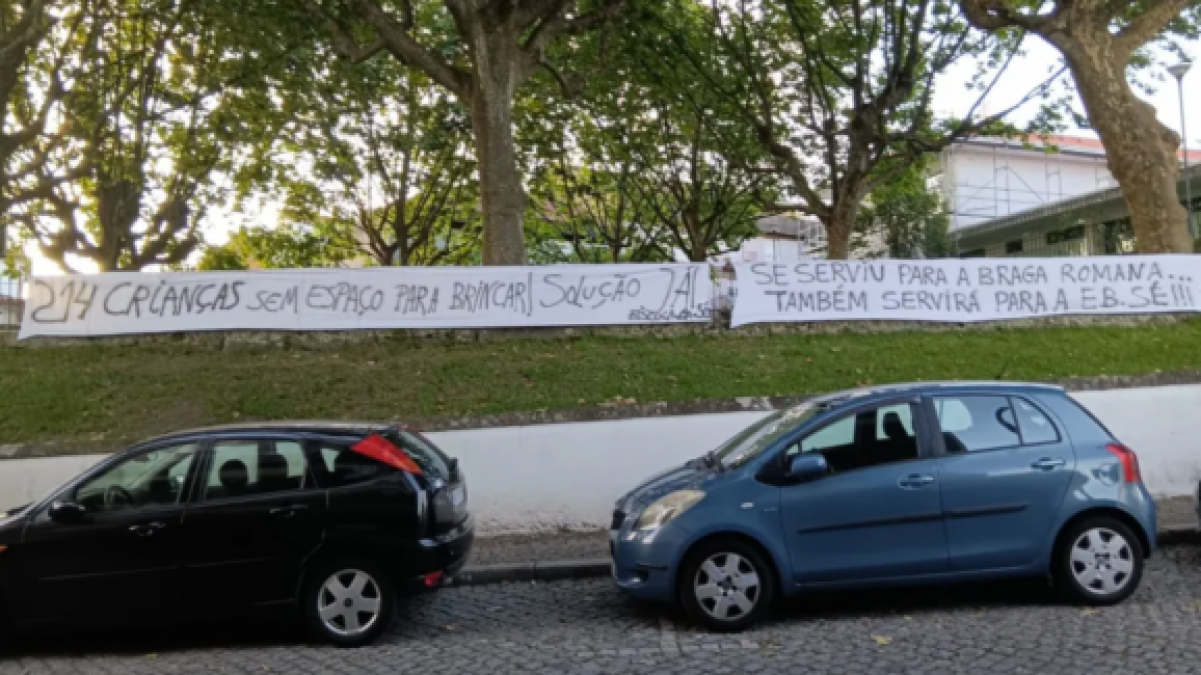 214 CRIANÇAS SEM ESPAÇO PARA BRINCAR! SOLUÇÃO JÁ!
SE SERVIU PARA A BRAGA ROMANA...
TAMBÉM SERVIRÁ PARA A E.B. SÉ!!!